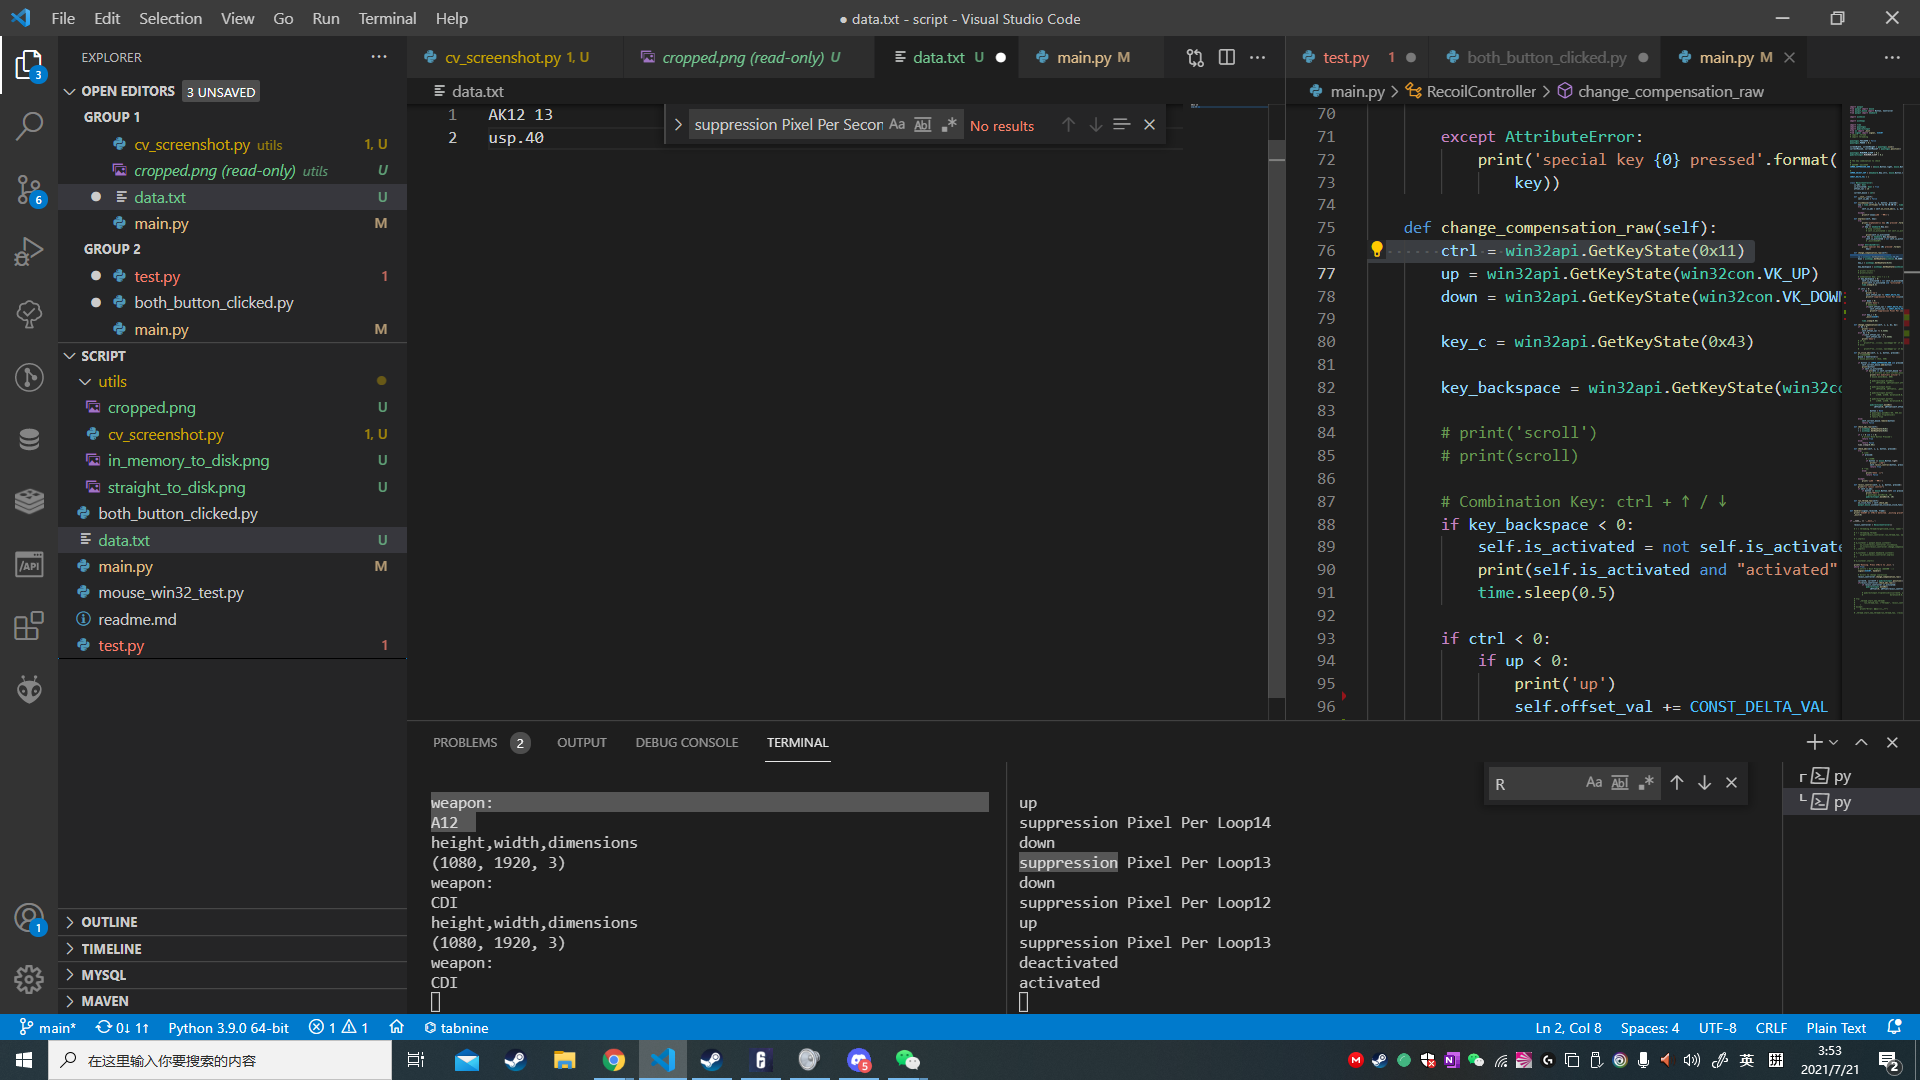 File Edit Selection View Go Run Terminal Help
● data.txt - script - Visual Studio Code
EXPLORER
OPEN EDITORS 3 UNSAVED
GROUP 1
cv_screenshot.py utils 1, U
cropped.png (read-only) utils U
data.txt U
main.py M
GROUP 2
test.py 1
both_button_clicked.py
main.py M
SCRIPT
utils
cropped.png U
cv_screenshot.py 1, U
in_memory_to_disk.png U
straight_to_disk.png U
both_button_clicked.py
data.txt U
main.py M
mouse_win32_test.py
readme.md
test.py 1
OUTLINE
TIMELINE
MYSQL
MAVEN
3
6
/API
1
cv_screenshot.py 1, U
cropped.png (read-only) U
data.txt U
main.py M
data.txt
1 AK12 13
2 usp.40
suppression Pixel Per Secon Aa Abl No results
test.py 1
both_button_clicked.py
main.py M
main.py > RecoilController > change_compensation_raw
70
71 except AttributeError:
72 print('special key {0} pressed'.format(
73 key))
74
75 def change_compensation_raw(self):
76 ctrl = win32api.GetKeyState(0x11)
77 up = win32api.GetKeyState(win32con.VK_UP)
78 down = win32api.GetKeyState(win32con.VK_DOWN
79
80 key_c = win32api.GetKeyState(0x43)
81
82 key_backspace = win32api.GetKeyState(win32co
83
84 # print('scroll')
85 # print(scroll)
86
87 # Combination Key: ctrl + ↑ / ↓
88 if key_backspace < 0:
89 self.is_activated = not self.is_activate
90 print(self.is_activated and "activated"
91 time.sleep(0.5)
92
93 if ctrl < 0:
94 if up < 0:
95 print('up')
96 self.offset_val += CONST_DELTA_VAL
PROBLEMS 2 OUTPUT DEBUG CONSOLE TERMINAL
weapon:
A12
height,width,dimensions
(1080, 1920, 3)
weapon:
CDI
height,width,dimensions
(1080, 1920, 3)
weapon:
CDI
up
suppression Pixel Per Loop14
down
suppression Pixel Per Loop13
down
suppression Pixel Per Loop12
up
suppression Pixel Per Loop13
deactivated
activated
R Aa Abl
py
py
main* 0↓ 1↑ Python 3.9.0 64-bit 1 1 tabnine
Ln 2, Col 8 Spaces: 4 UTF-8 CRLF Plain Text
在这里输入你要搜索的内容
5
英
3:53
2021/7/21
2